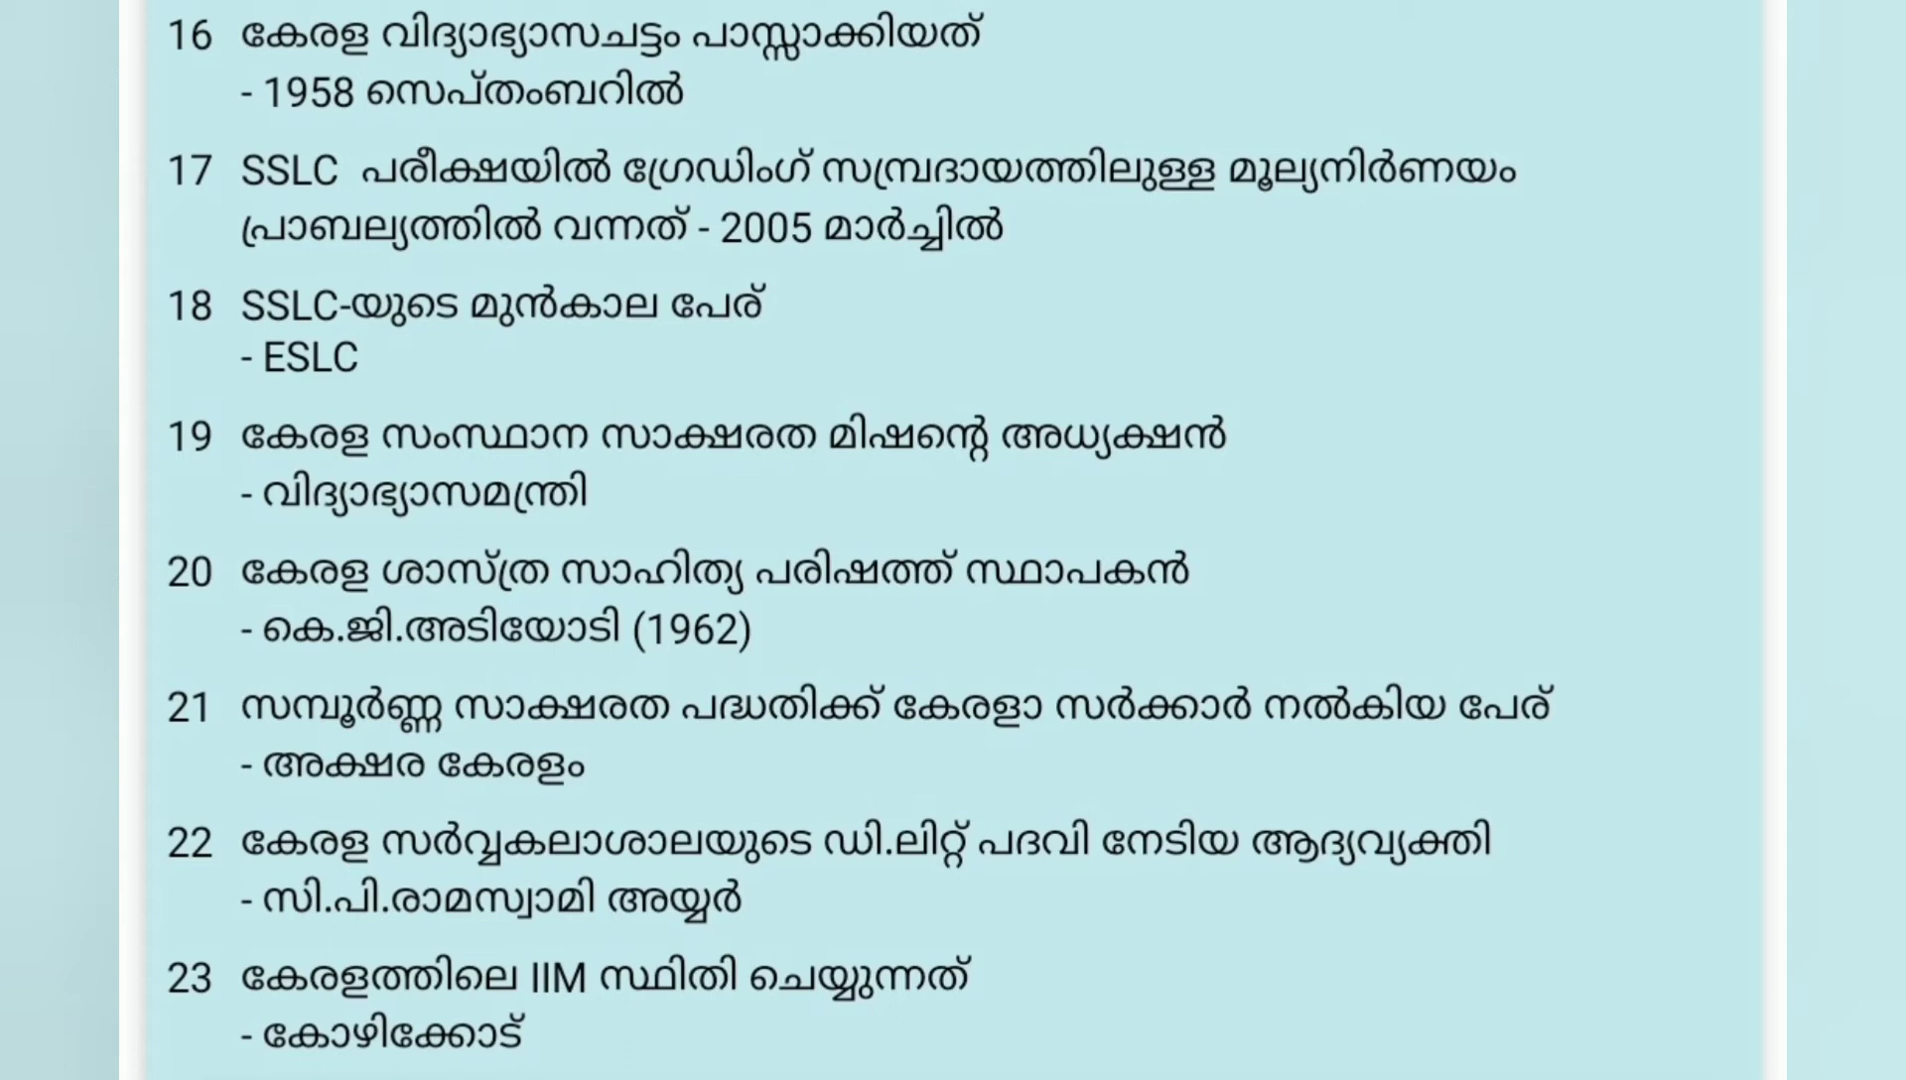 16 കേരള വിദ്യാഭ്യാസചട്ടം പാസ്സാക്കിയത്
- 1958 സെപ്തംബറിൽ
17 SSLC പരീക്ഷയിൽ ഗ്രേഡിംഗ് സമ്പ്രദായത്തിലുള്ള മൂല്യനിർണയം
പ്രാബല്യത്തിൽ വന്നത് - 2005 മാർച്ചിൽ
18 SSLC-യുടെ മുൻകാല പേര്
- ESLC
19 കേരള സംസ്ഥാന സാക്ഷരത മിഷന്റെ അധ്യക്ഷൻ
- വിദ്യാഭ്യാസമന്ത്രി
20 കേരള ശാസ്ത്ര സാഹിത്യ പരിഷത്ത് സ്ഥാപകൻ
- കെ.ജി.അടിയോടി (1962)
21 സമ്പൂർണ്ണ സാക്ഷരത പദ്ധതിക്ക് കേരളാ സർക്കാർ നൽകിയ പേര്
- അക്ഷര കേരളം
22 കേരള സർവ്വകലാശാലയുടെ ഡി.ലിറ്റ് പദവി നേടിയ ആദ്യവ്യക്തി
- സി.പി.രാമസ്വാമി അയ്യർ
23 കേരളത്തിലെ IIM സ്ഥിതി ചെയ്യുന്നത്
- കോഴിക്കോട്